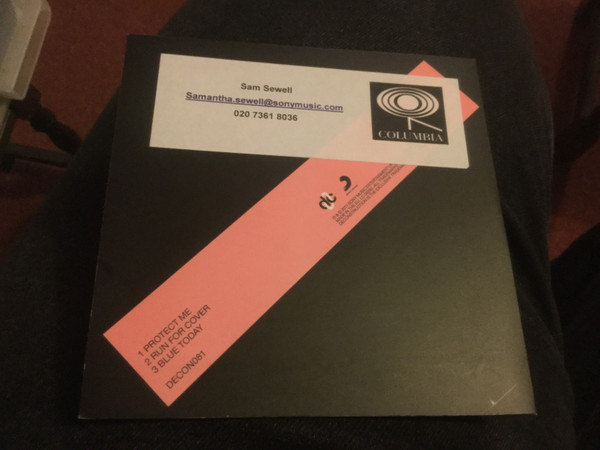 Sam Sewell
Samantha.sewell@sonymusic.com
020 7361 8036
COLUMBIA
1 PROTECT ME
2 RUN FOR COVER
3 BLUE TODAY
DECON081